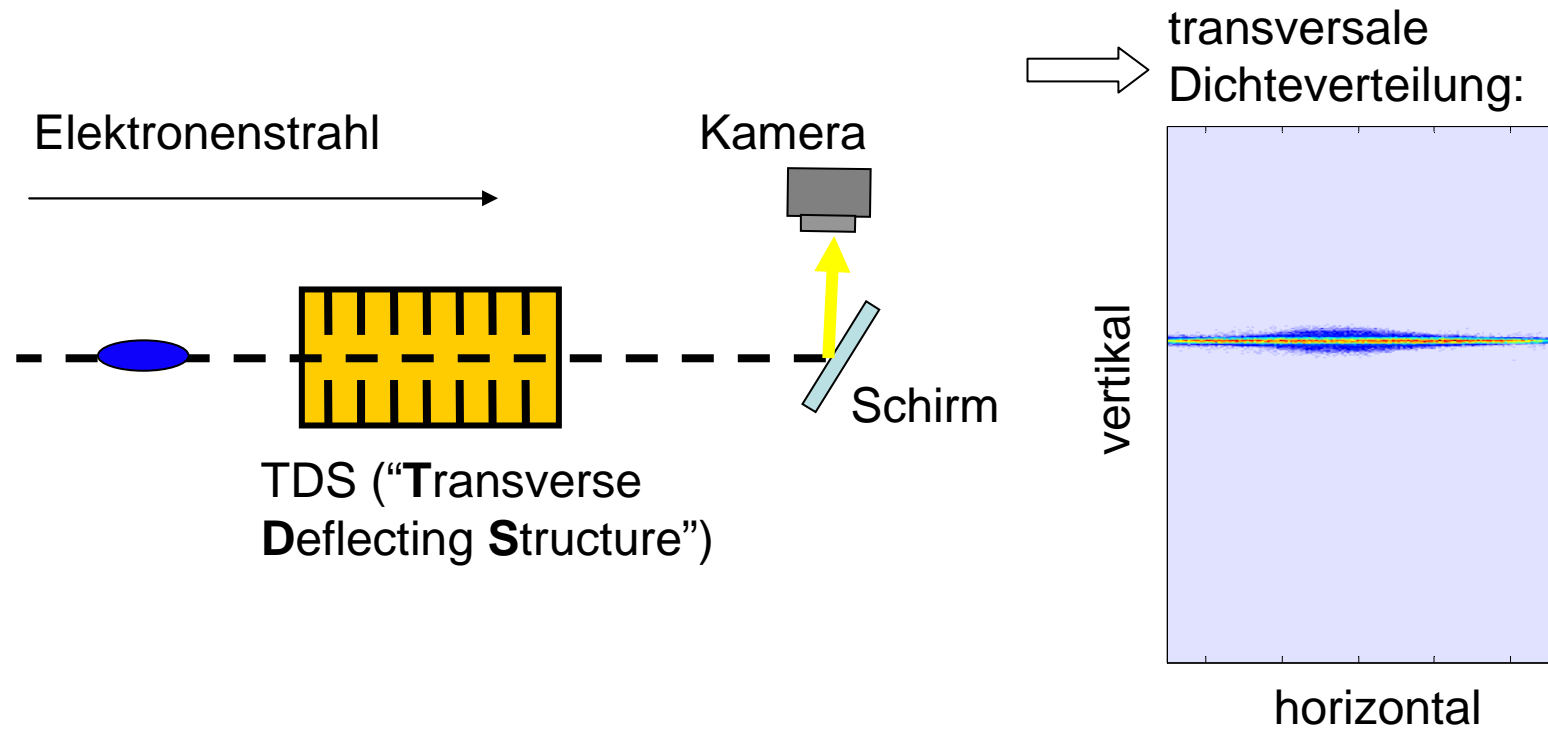 Elektronenstrahl
Kamera
transversale
Dichteverteilung:
Schirm
TDS (“Transverse
Deflecting Structure”)
vertikal
horizontal